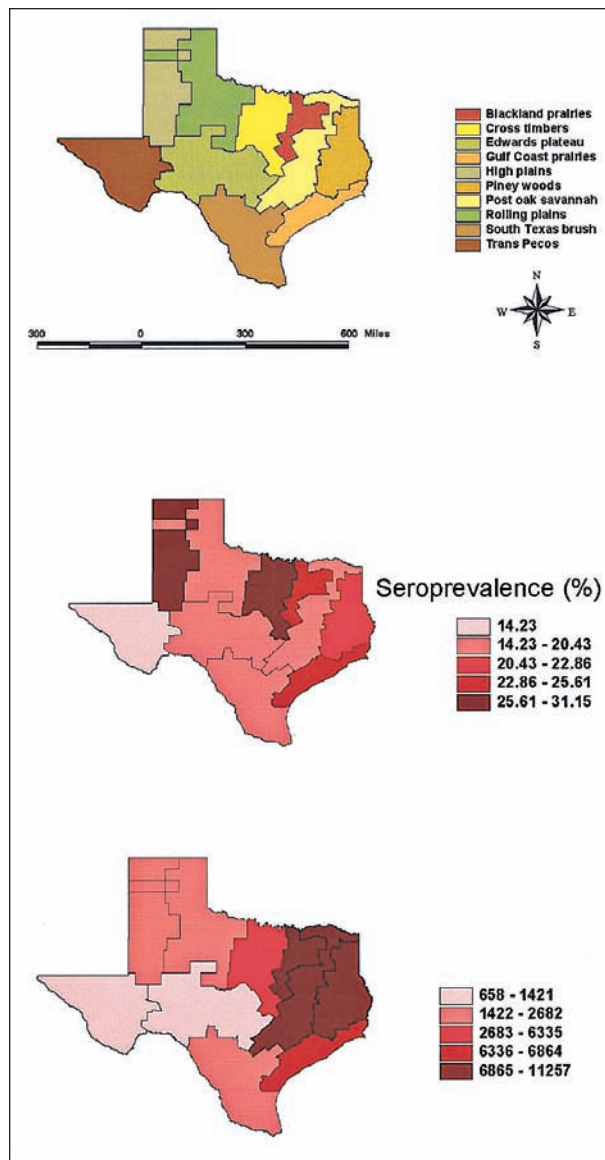 Blackland prairies
Cross timbers
Edwards plateau
Gulf Coast prairies
High plains
Piney woods
Post oak savannah
Rolling plains
South Texas brush
Trans Pecos
N
W E
S
300 0 300 600 Miles
Seroprevalence (%)
14.23
14.23 - 20.43
20.43 - 22.86
22.86 - 25.61
25.61 - 31.15
658 - 1421
1422 - 2682
2683 - 6335
6336 - 6864
6865 - 11257